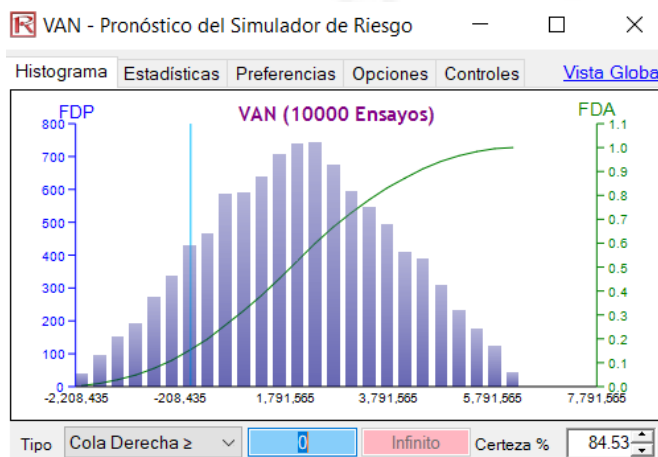 VAN - Pronóstico del Simulador de Riesgo
Histograma Estadísticas Preferencias Opciones Controles Vista Globa
FDP VAN (10000 Ensayos) FDA
800 1.1
700 1.0
600 0.9
500 0.8
400 0.7
300 0.6
200 0.5
100 0.4
0 0.3
0.2
0.1
0.0
-2,208,435 -208,435 1,791,565 3,791,565 5,791,565 7,791,565
Tipo Cola Derecha ≥ 0 Infinito Certeza % 84.53